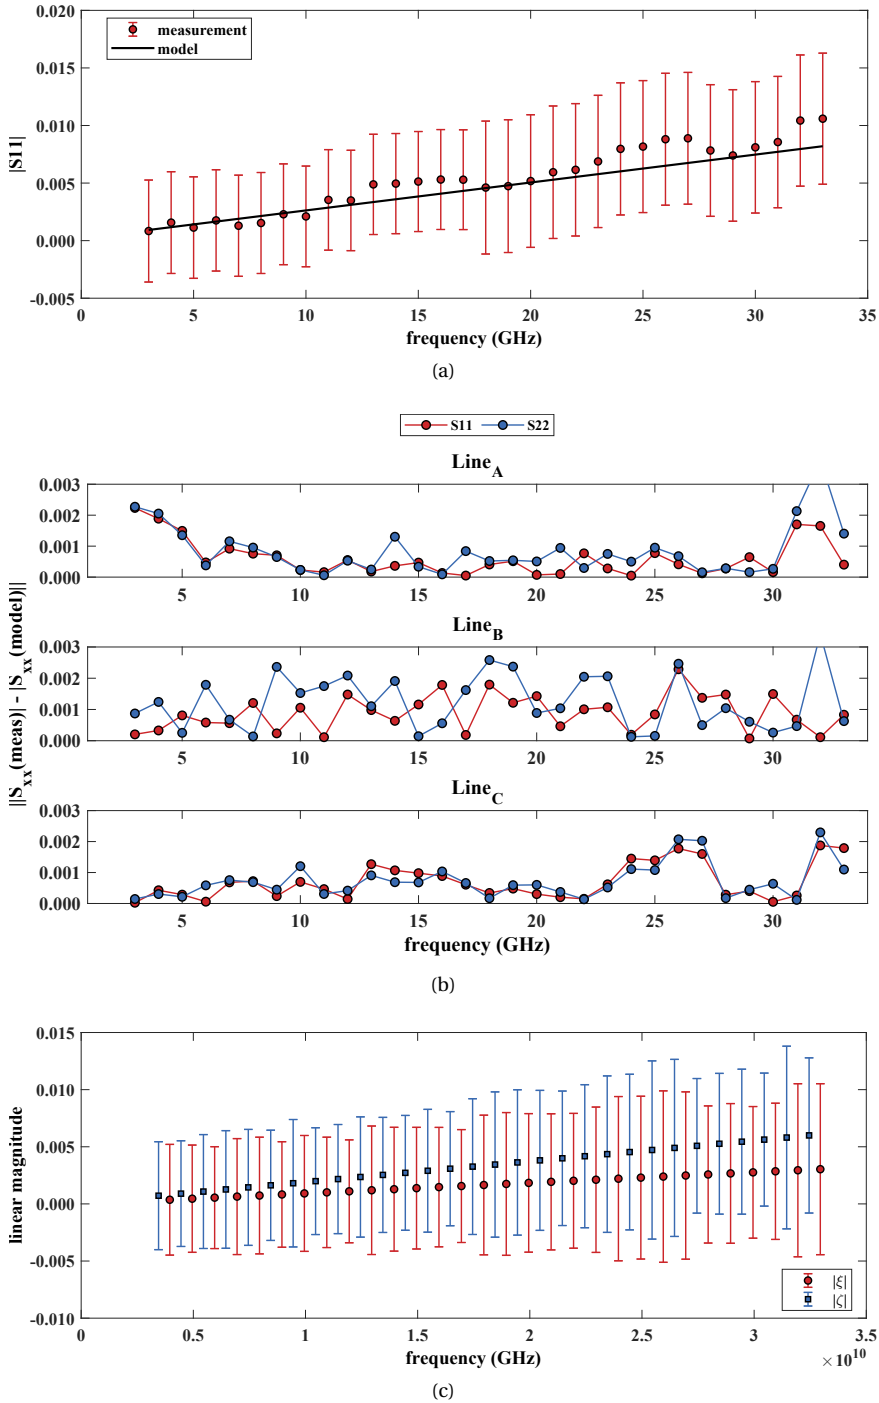 0.020
measurement
model
0.015
0.010
0.005
0.000
-0.005
|S11|
0 5 10 15 20 25 30 35
frequency (GHz)
(a)
S11 S22
Line_A
0.003
0.002
0.001
0.000
5 10 15 20 25 30
Line_B
0.003
0.002
0.001
0.000
5 10 15 20 25 30
||S_xx(meas)| - |S_xx(model)||
Line_C
0.003
0.002
0.001
0.000
5 10 15 20 25 30
frequency (GHz)
(b)
0.015
0.010
0.005
0.000
-0.005
-0.010
linear magnitude
|ξ|
|ζ|
0 0.5 1 1.5 2 2.5 3 3.5
frequency (GHz)
× 10^10
(c)